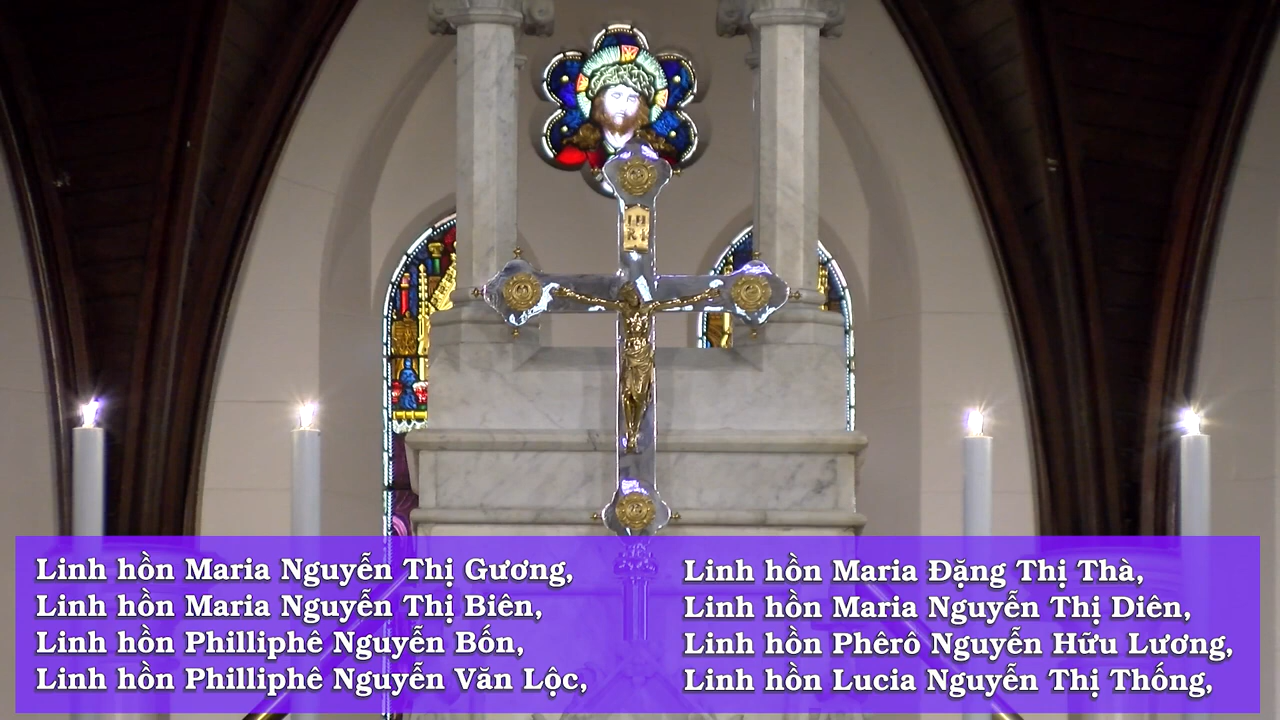 IN
RI
Linh hồn Maria Nguyễn Thị Gương,
Linh hồn Maria Nguyễn Thị Biên,
Linh hồn Philliphê Nguyễn Bốn,
Linh hồn Philliphê Nguyễn Văn Lộc,
Linh hồn Maria Đặng Thị Thà,
Linh hồn Maria Nguyễn Thị Diên,
Linh hồn Phêrô Nguyễn Hữu Lương,
Linh hồn Lucia Nguyễn Thị Thống,